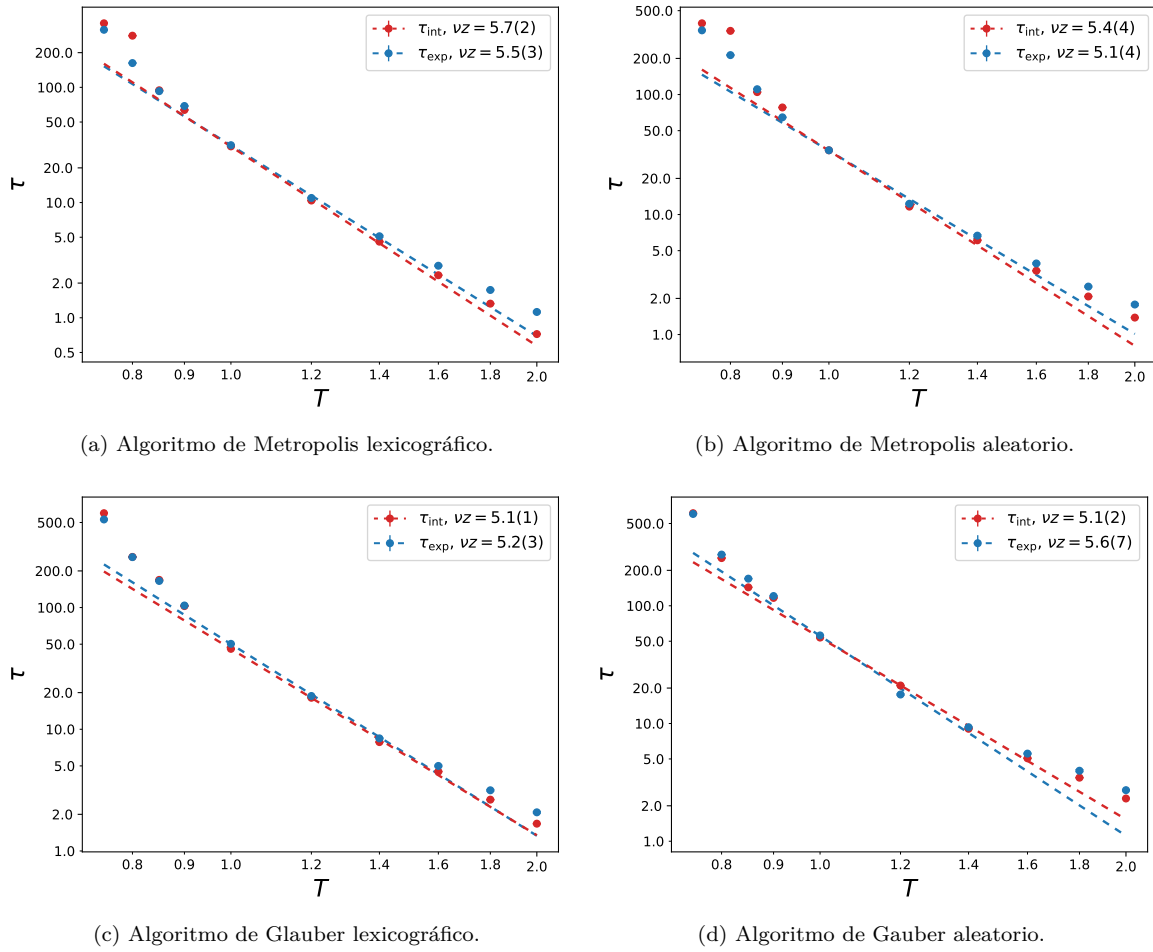 τ
200.0
100.0
50.0
20.0
10.0
5.0
2.0
1.0
0.5
τint, νz = 5.7(2)
τexp, νz = 5.5(3)
0.8 0.9 1.0 1.2 1.4 1.6 1.8 2.0
T
(a) Algoritmo de Metropolis lexicográfico.
τ
500.0
200.0
100.0
50.0
20.0
10.0
5.0
2.0
1.0
τint, νz = 5.4(4)
τexp, νz = 5.1(4)
0.8 0.9 1.0 1.2 1.4 1.6 1.8 2.0
T
(b) Algoritmo de Metropolis aleatorio.
τ
500.0
200.0
100.0
50.0
20.0
10.0
5.0
2.0
1.0
τint, νz = 5.1(1)
τexp, νz = 5.2(3)
0.8 0.9 1.0 1.2 1.4 1.6 1.8 2.0
T
(c) Algoritmo de Glauber lexicográfico.
τ
500.0
200.0
100.0
50.0
20.0
10.0
5.0
2.0
1.0
τint, νz = 5.1(2)
τexp, νz = 5.6(7)
0.8 0.9 1.0 1.2 1.4 1.6 1.8 2.0
T
(d) Algoritmo de Gauber aleatorio.